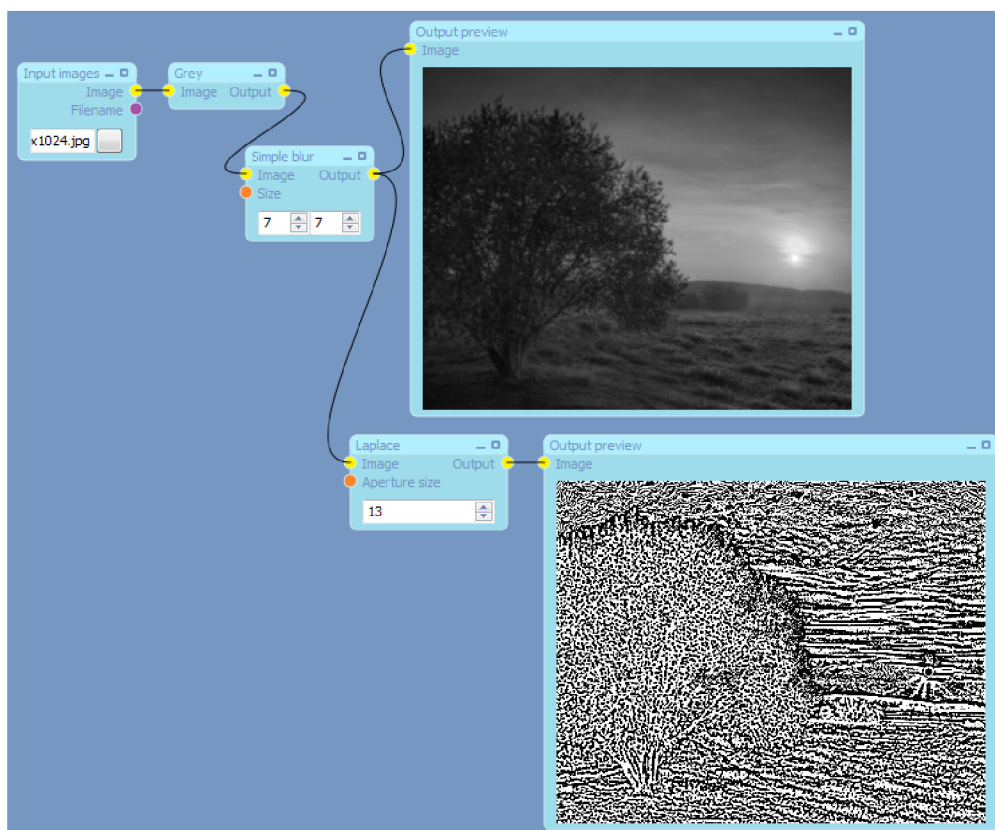 Input images
Image
Filename
x1024.jpg
Grey
Image Output
Simple blur
Image Output
Size
7 7
Output preview
Image
Laplace
Image Output
Aperture size
13
Output preview
Image